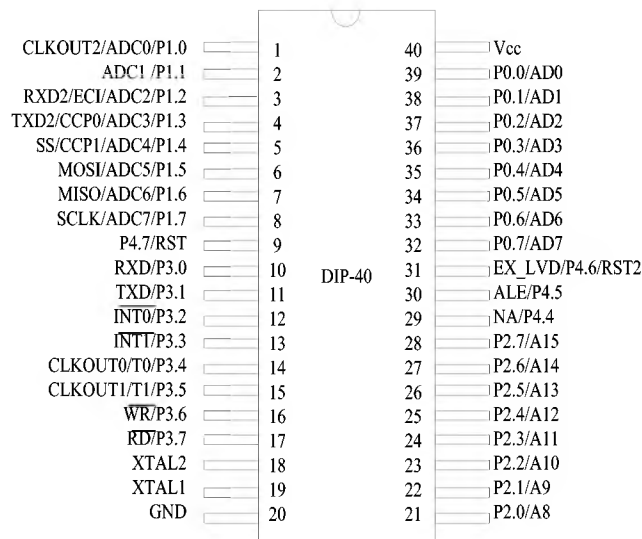 CLKOUT2/ADC0/P1.0 1 40 Vcc
ADC1 /P1.1 2 39 P0.0/AD0
RXD2/ECI/ADC2/P1.2 3 38 P0.1/AD1
TXD2/CCP0/ADC3/P1.3 4 37 P0.2/AD2
SS/CCP1/ADC4/P1.4 5 36 P0.3/AD3
MOSI/ADC5/P1.5 6 35 P0.4/AD4
MISO/ADC6/P1.6 7 34 P0.5/AD5
SCLK/ADC7/P1.7 8 33 P0.6/AD6
P4.7/RST 9 32 P0.7/AD7
RXD/P3.0 10 DIP-40 31 EX_LVD/P4.6/RST2
TXD/P3.1 11 30 ALE/P4.5
INT0/P3.2 12 29 NA/P4.4
INT1/P3.3 13 28 P2.7/A15
CLKOUT0/T0/P3.4 14 27 P2.6/A14
CLKOUT1/T1/P3.5 15 26 P2.5/A13
WR/P3.6 16 25 P2.4/A12
RD/P3.7 17 24 P2.3/A11
XTAL2 18 23 P2.2/A10
XTAL1 19 22 P2.1/A9
GND 20 21 P2.0/A8